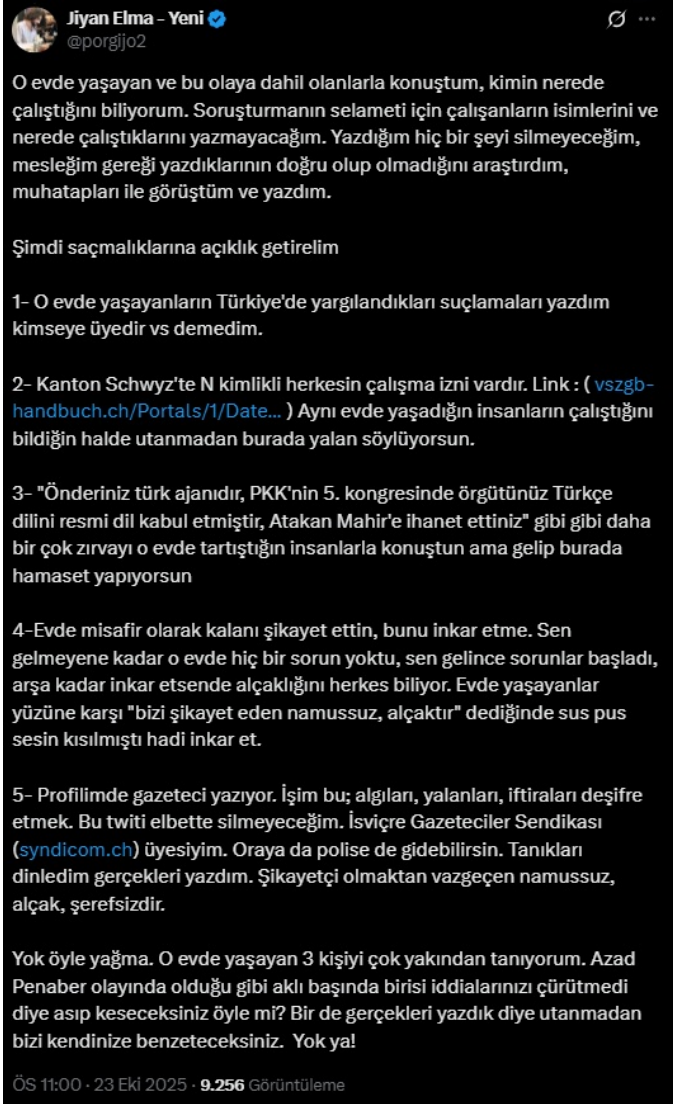 Jiyan Elma - Yeni
@porgijo2
O evde yaşayan ve bu olaya dahil olanlarla konuştum, kimin nerede
çalıştığını biliyorum. Soruşturmanın selameti için çalışanların isimlerini ve
nerede çalıştıklarını yazmayacağım. Yazdığım hiç bir şeyi silmeyeceğim,
mesleğim gereği yazdıklarının doğru olup olmadığını araştırdım,
muhatapları ile görüştüm ve yazdım.
Şimdi saçmalıklarına açıklık getirelim
1- O evde yaşayanların Türkiye'de yargılandıkları suçlamaları yazdım
kimseye üyedir vs demedim.
2- Kanton Schwyz'te N kimlikli herkesin çalışma izni vardır. Link : ( vszgb-
handbuch.ch/Portals/1/Date... ) Aynı evde yaşadığın insanların çalıştığını
bildiğin halde utanmadan burada yalan söylüyorsun.
3- "Önderiniz türk ajanıdır, PKK'nin 5. kongresinde örgütünüz Türkçe
dilini resmi dil kabul etmiştir, Atakan Mahir'e ihanet ettiniz" gibi gibi daha
bir çok zırvayı o evde tartıştığın insanlarla konuştun ama gelip burada
hamaset yapıyorsun
4-Evde misafir olarak kalanı şikayet ettin, bunu inkar etme. Sen
gelmeyene kadar o evde hiç bir sorun yoktu, sen gelince sorunlar başladı,
arşa kadar inkar etsende alçaklığını herkes biliyor. Evde yaşayanlar
yüzüne karşı "bizi şikayet eden namussuz, alçaktır" dediğinde sus pus
sesin kısılmıştı hadi inkar et.
5- Profilimde gazeteci yazıyor. İşim bu; algıları, yalanları, iftiraları deşifre
etmek. Bu twiti elbette silmeyeceğim. İsviçre Gazeteciler Sendikası
(syndicom.ch) üyesiyim. Oraya da polise de gidebilirsin. Tanıkları
dinledim gerçekleri yazdım. Şikayetçi olmaktan vazgeçen namussuz,
alçak, şerefsizdir.
Yok öyle yağma. O evde yaşayan 3 kişiyi çok yakından tanıyorum. Azad
Penaber olayında olduğu gibi aklı başında birisi iddialarınızı çürütmedi
diye asıp keseceksiniz öyle mi? Bir de gerçekleri yazdık diye utanmadan
bizi kendinize benzeteceksiniz.  Yok ya!
ÖS 11:00 · 23 Eki 2025 · 9.256 Görüntüleme